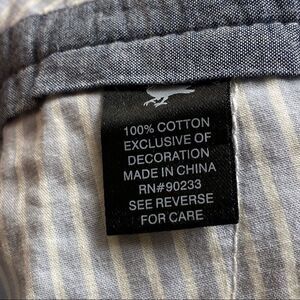 100% COTTON
EXCLUSIVE OF
DECORATION
MADE IN CHINA
RN#90233
SEE REVERSE
FOR CARE